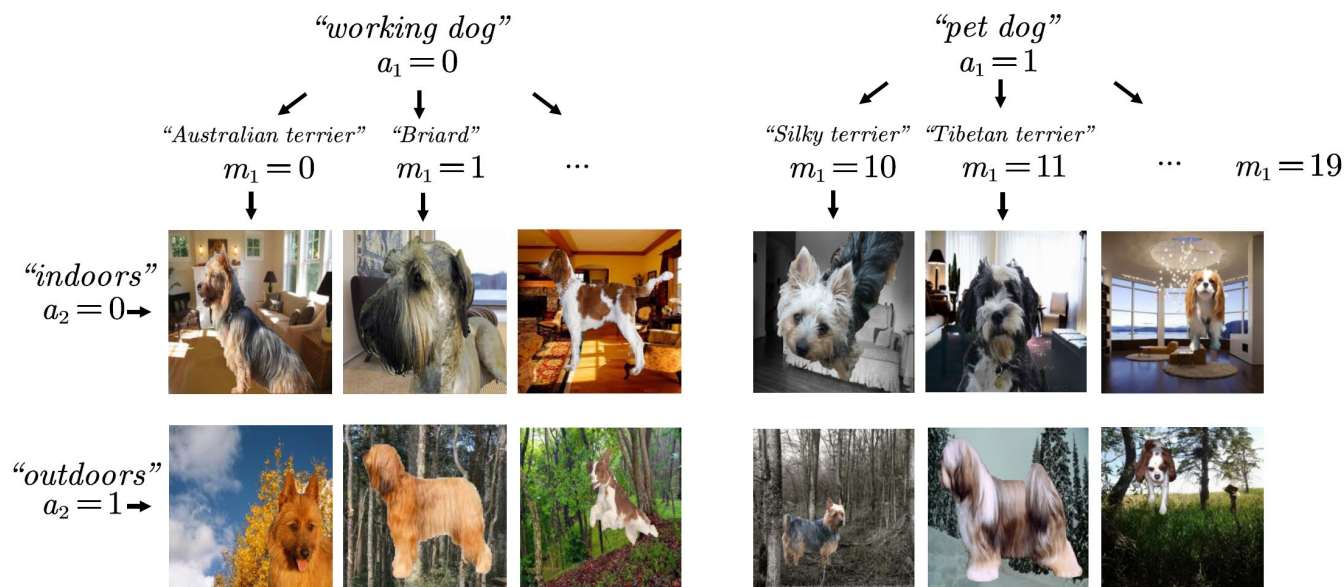 “working dog”
a₁ = 0
“pet dog”
a₁ = 1
“Australian terrier”
m₁ = 0
“Briard”
m₁ = 1
...
“Silky terrier”
m₁ = 10
“Tibetan terrier”
m₁ = 11
...
m₁ = 19
“indoors”
a₂ = 0
“outdoors”
a₂ = 1